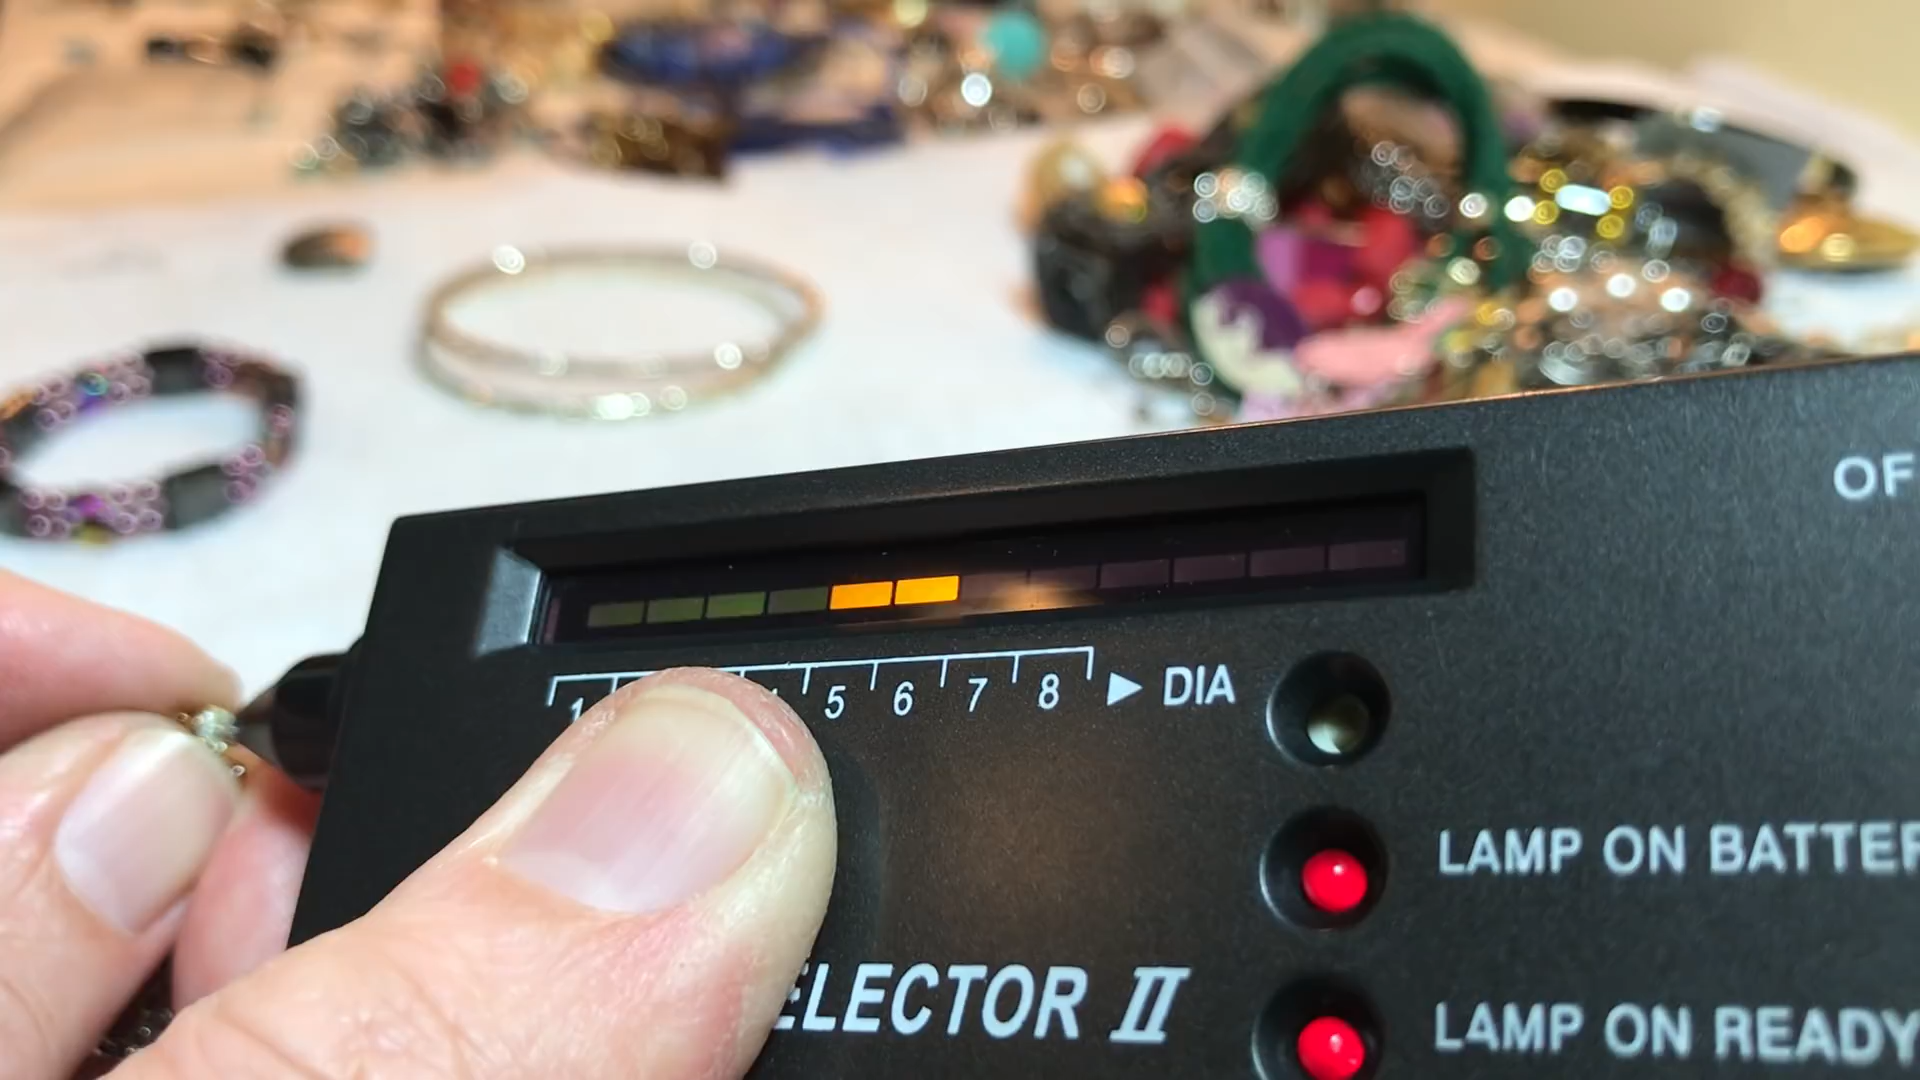 OF
1 5 6 7 8 ▶ DIA
LAMP ON BATTER
ELECTOR II
LAMP ON READY